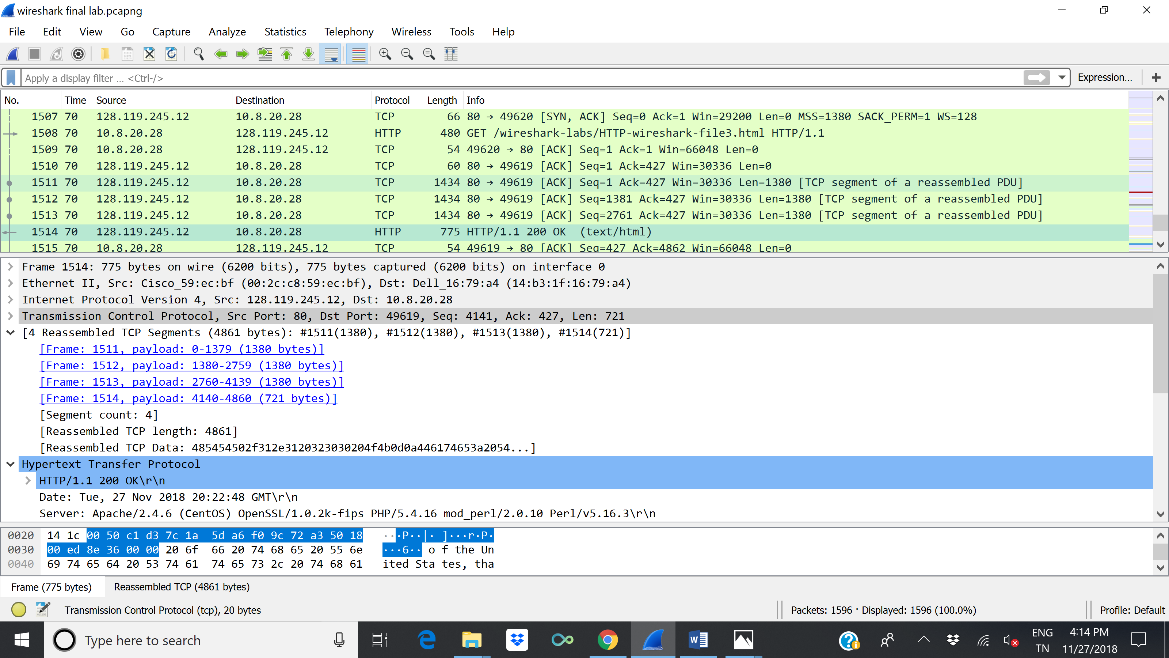 wireshark final lab.pcapng
File Edit View Go Capture Analyze Statistics Telephony Wireless Tools Help
Apply a display filter ... <Ctrl-/> Expression... +
No. Time Source Destination Protocol Length Info
1507 70 128.119.245.12 10.8.20.28 TCP 66 80 → 49620 [SYN, ACK] Seq=0 Ack=1 Win=29200 Len=0 MSS=1380 SACK_PERM=1 WS=128
1508 70 10.8.20.28 128.119.245.12 HTTP 480 GET /wireshark-labs/HTTP-wireshark-file3.html HTTP/1.1
1509 70 10.8.20.28 128.119.245.12 TCP 54 49620 → 80 [ACK] Seq=1 Ack=1 Win=66048 Len=0
1510 70 128.119.245.12 10.8.20.28 TCP 60 80 → 49619 [ACK] Seq=1 Ack=427 Win=30336 Len=0
1511 70 128.119.245.12 10.8.20.28 TCP 1434 80 → 49619 [ACK] Seq=1 Ack=427 Win=30336 Len=1380 [TCP segment of a reassembled PDU]
1512 70 128.119.245.12 10.8.20.28 TCP 1434 80 → 49619 [ACK] Seq=1381 Ack=427 Win=30336 Len=1380 [TCP segment of a reassembled PDU]
1513 70 128.119.245.12 10.8.20.28 TCP 1434 80 → 49619 [ACK] Seq=2761 Ack=427 Win=30336 Len=1380 [TCP segment of a reassembled PDU]
1514 70 128.119.245.12 10.8.20.28 HTTP 775 HTTP/1.1 200 OK (text/html)
1515 70 10.8.20.28 128.119.245.12 TCP 54 49619 → 80 [ACK] Seq=427 Ack=4862 Win=66048 Len=0
Frame 1514: 775 bytes on wire (6200 bits), 775 bytes captured (6200 bits) on interface 0
Ethernet II, Src: Cisco_59:ec:bf (00:2c:c8:59:ec:bf), Dst: Dell_16:79:a4 (14:b3:1f:16:79:a4)
Internet Protocol Version 4, Src: 128.119.245.12, Dst: 10.8.20.28
Transmission Control Protocol, Src Port: 80, Dst Port: 49619, Seq: 4141, Ack: 427, Len: 721
[4 Reassembled TCP Segments (4861 bytes): #1511(1380), #1512(1380), #1513(1380), #1514(721)]
[Frame: 1511, payload: 0-1379 (1380 bytes)]
[Frame: 1512, payload: 1380-2759 (1380 bytes)]
[Frame: 1513, payload: 2760-4139 (1380 bytes)]
[Frame: 1514, payload: 4140-4860 (721 bytes)]
[Segment count: 4]
[Reassembled TCP length: 4861]
[Reassembled TCP Data: 485454502f312e3120323030204f4b0d0a446174653a2054...]
Hypertext Transfer Protocol
HTTP/1.1 200 OK\r\n
Date: Tue, 27 Nov 2018 20:22:48 GMT\r\n
Server: Apache/2.4.6 (CentOS) OpenSSL/1.0.2k-fips PHP/5.4.16 mod_perl/2.0.10 Perl/v5.16.3\r\n
0020 14 1c 00 50 c1 d3 7c 1a 5d a6 f0 9c 72 a3 50 18 ···P··|· ]···r·P·
0030 00 ed 8e 36 00 00 20 6f 66 20 74 68 65 20 55 6e ···6·· o f the Un
0040 69 74 65 64 20 53 74 61 74 65 73 2c 20 74 68 61 ited Sta tes, tha
Frame (775 bytes) Reassembled TCP (4861 bytes)
Transmission Control Protocol (tcp), 20 bytes Packets: 1596 · Displayed: 1596 (100.0%) Profile: Default
Type here to search ENG 4:14 PM
TN 11/27/2018